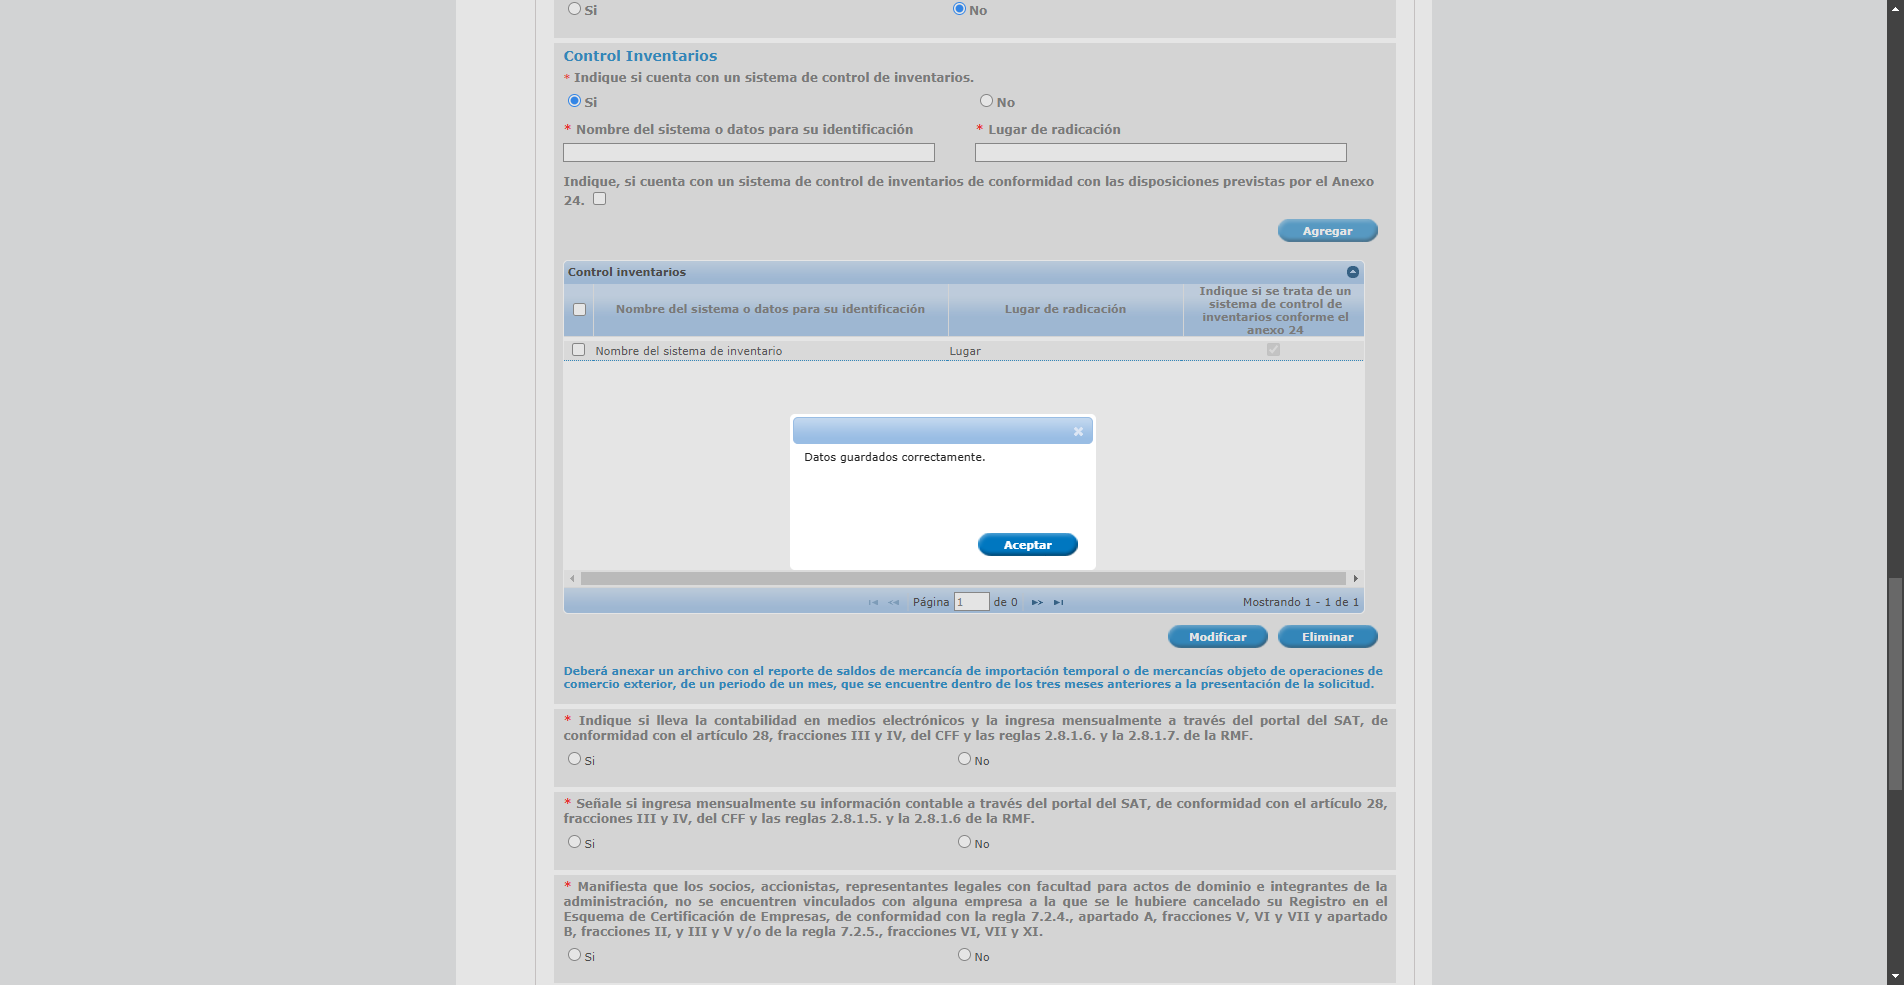 Si
No
Control Inventarios
* Indique si cuenta con un sistema de control de inventarios.
Si
No
* Nombre del sistema o datos para su identificación
* Lugar de radicación
Indique, si cuenta con un sistema de control de inventarios de conformidad con las disposiciones previstas por el Anexo
24.
Agregar
Control inventarios
Nombre del sistema o datos para su identificación
Lugar de radicación
Indique si se trata de un
sistema de control de
inventarios conforme el
anexo 24
Nombre del sistema de inventario
Lugar
Datos guardados correctamente.
Aceptar
Página 1 de 0
Mostrando 1 - 1 de 1
Modificar
Eliminar
Deberá anexar un archivo con el reporte de saldos de mercancía de importación temporal o de mercancías objeto de operaciones de
comercio exterior, de un periodo de un mes, que se encuentre dentro de los tres meses anteriores a la presentación de la solicitud.
* Indique si lleva la contabilidad en medios electrónicos y la ingresa mensualmente a través del portal del SAT, de
conformidad con el artículo 28, fracciones III y IV, del CFF y las reglas 2.8.1.6. y la 2.8.1.7. de la RMF.
Si
No
* Señale si ingresa mensualmente su información contable a través del portal del SAT, de conformidad con el artículo 28,
fracciones III y IV, del CFF y las reglas 2.8.1.5. y la 2.8.1.6 de la RMF.
Si
No
* Manifiesta que los socios, accionistas, representantes legales con facultad para actos de dominio e integrantes de la
administración, no se encuentren vinculados con alguna empresa a la que se le hubiere cancelado su Registro en el
Esquema de Certificación de Empresas, de conformidad con la regla 7.2.4., apartado A, fracciones V, VI y VII y apartado
B, fracciones II, y III y V y/o de la regla 7.2.5., fracciones VI, VII y XI.
Si
No